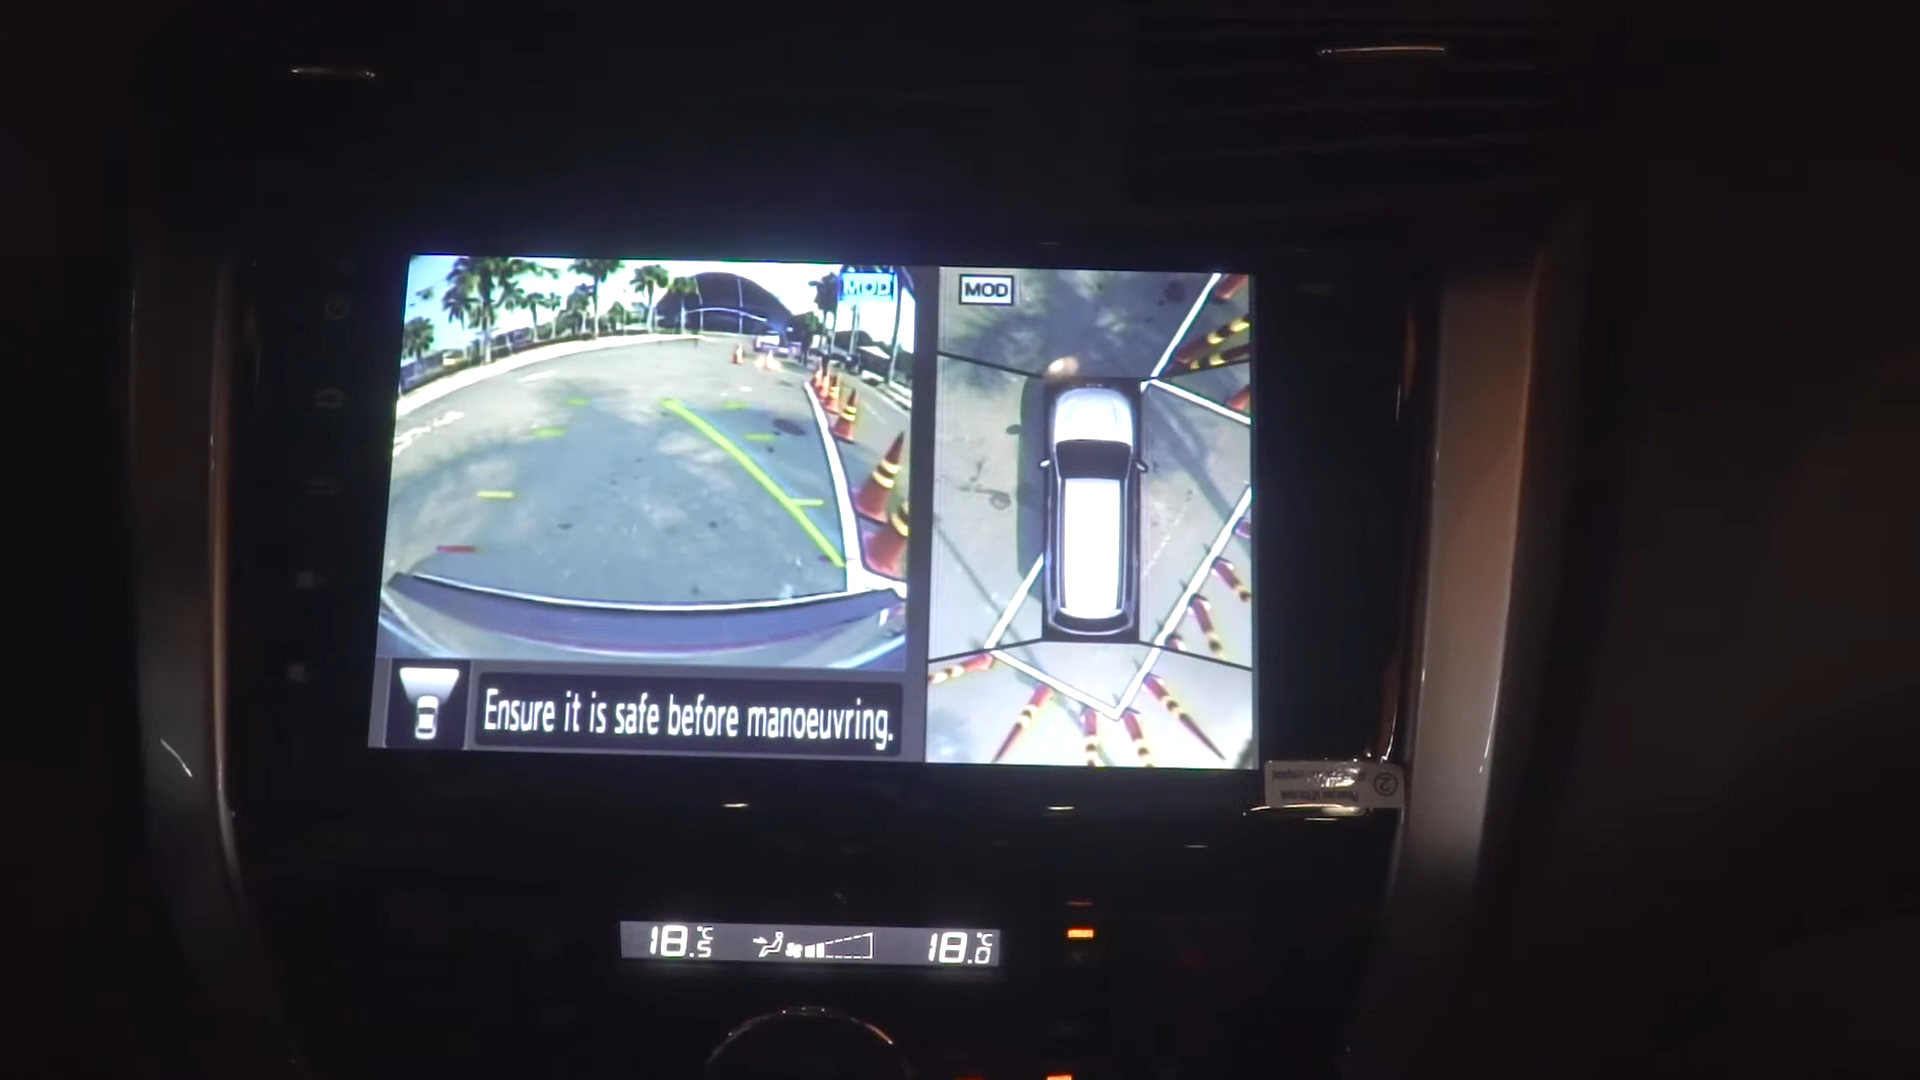 MOD
MOD
Ensure it is safe before manoeuvring.
18.5°C
18.0°C